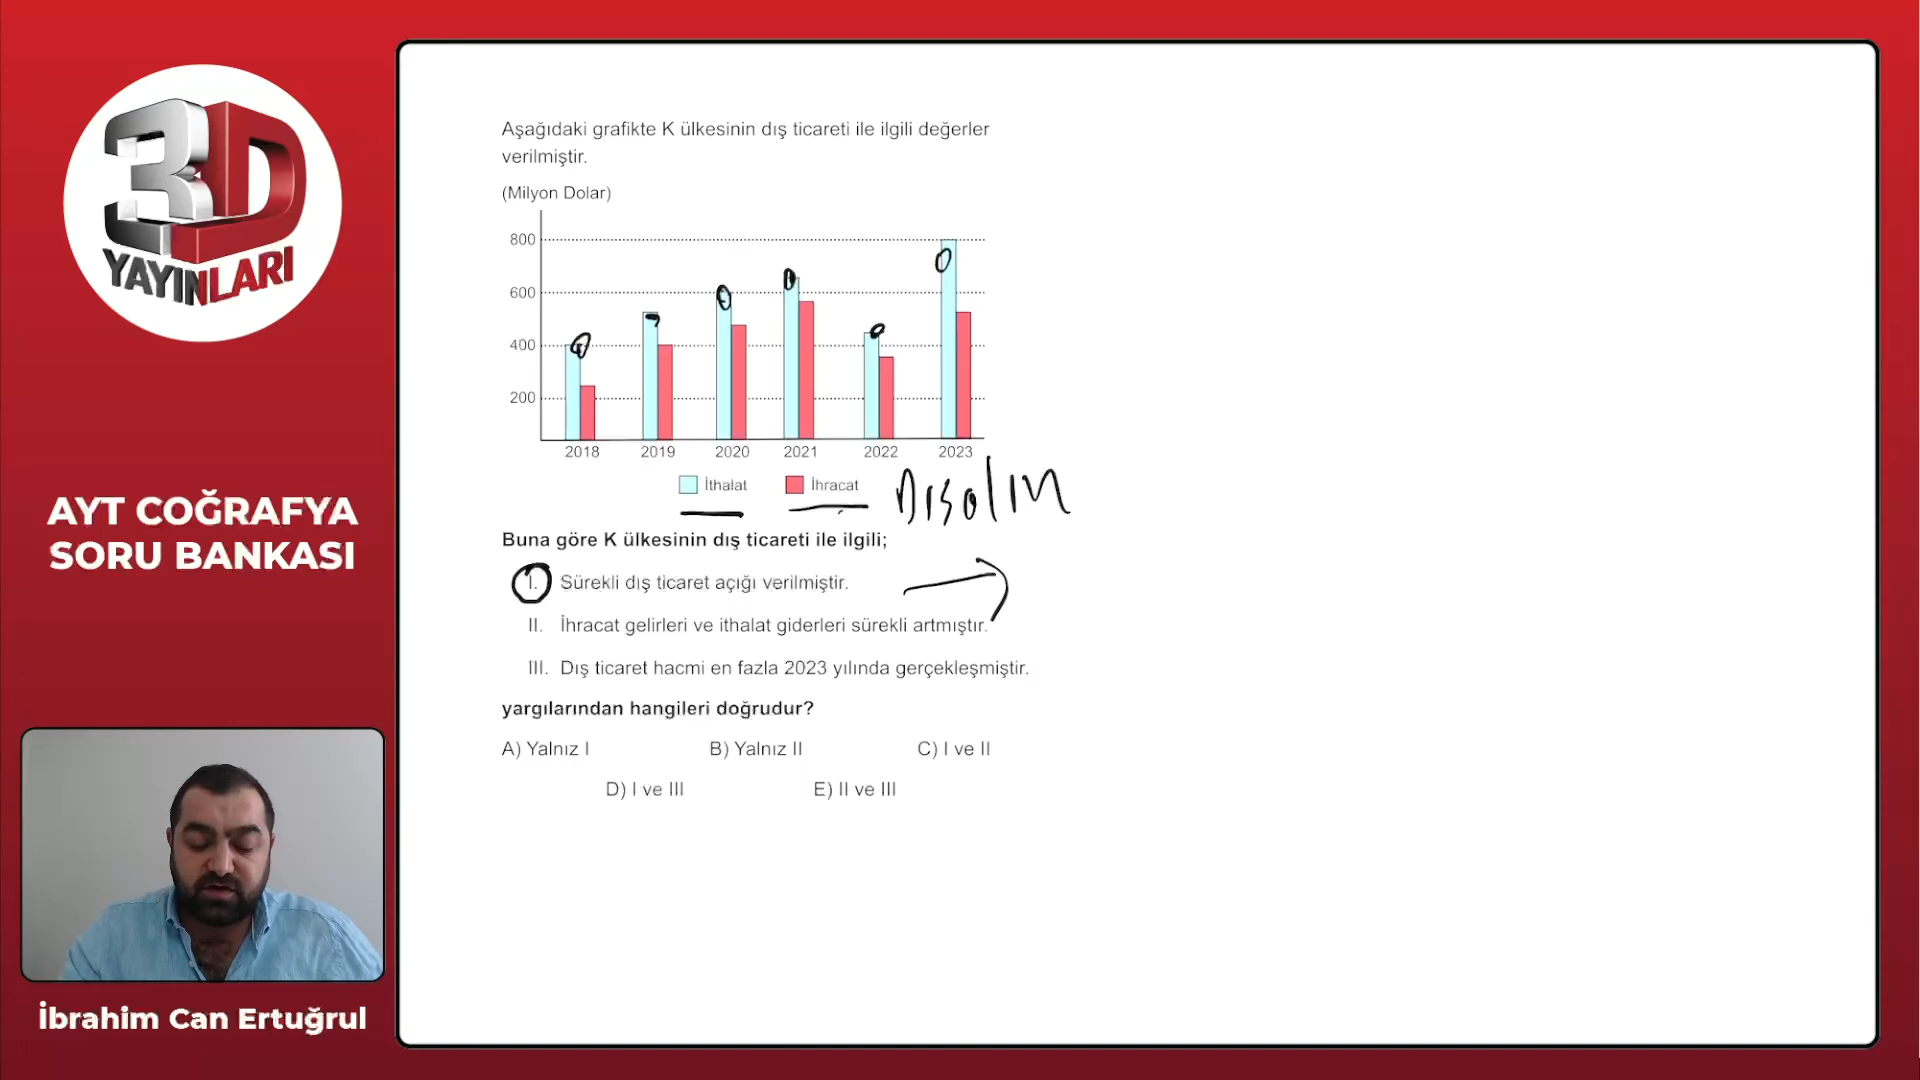 3D
YAYINLARI
AYT COĞRAFYA
SORU BANKASI
İbrahim Can Ertuğrul
Aşağıdaki grafikte K ülkesinin dış ticareti ile ilgili değerler
verilmiştir.
(Milyon Dolar)
800
600
400
200
2018 2019 2020 2021 2022 2023
İthalat İhracat
Buna göre K ülkesinin dış ticareti ile ilgili;
I. Sürekli dış ticaret açığı verilmiştir.
II. İhracat gelirleri ve ithalat giderleri sürekli artmıştır.
III. Dış ticaret hacmi en fazla 2023 yılında gerçekleşmiştir.
yargılarından hangileri doğrudur?
A) Yalnız I B) Yalnız II C) I ve II
D) I ve III E) II ve III